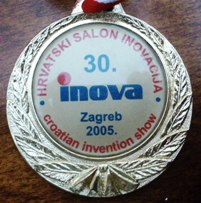 HRVATSKI SALON INOVACIJA
30.
inova
Zagreb
2005.
croatian invention show